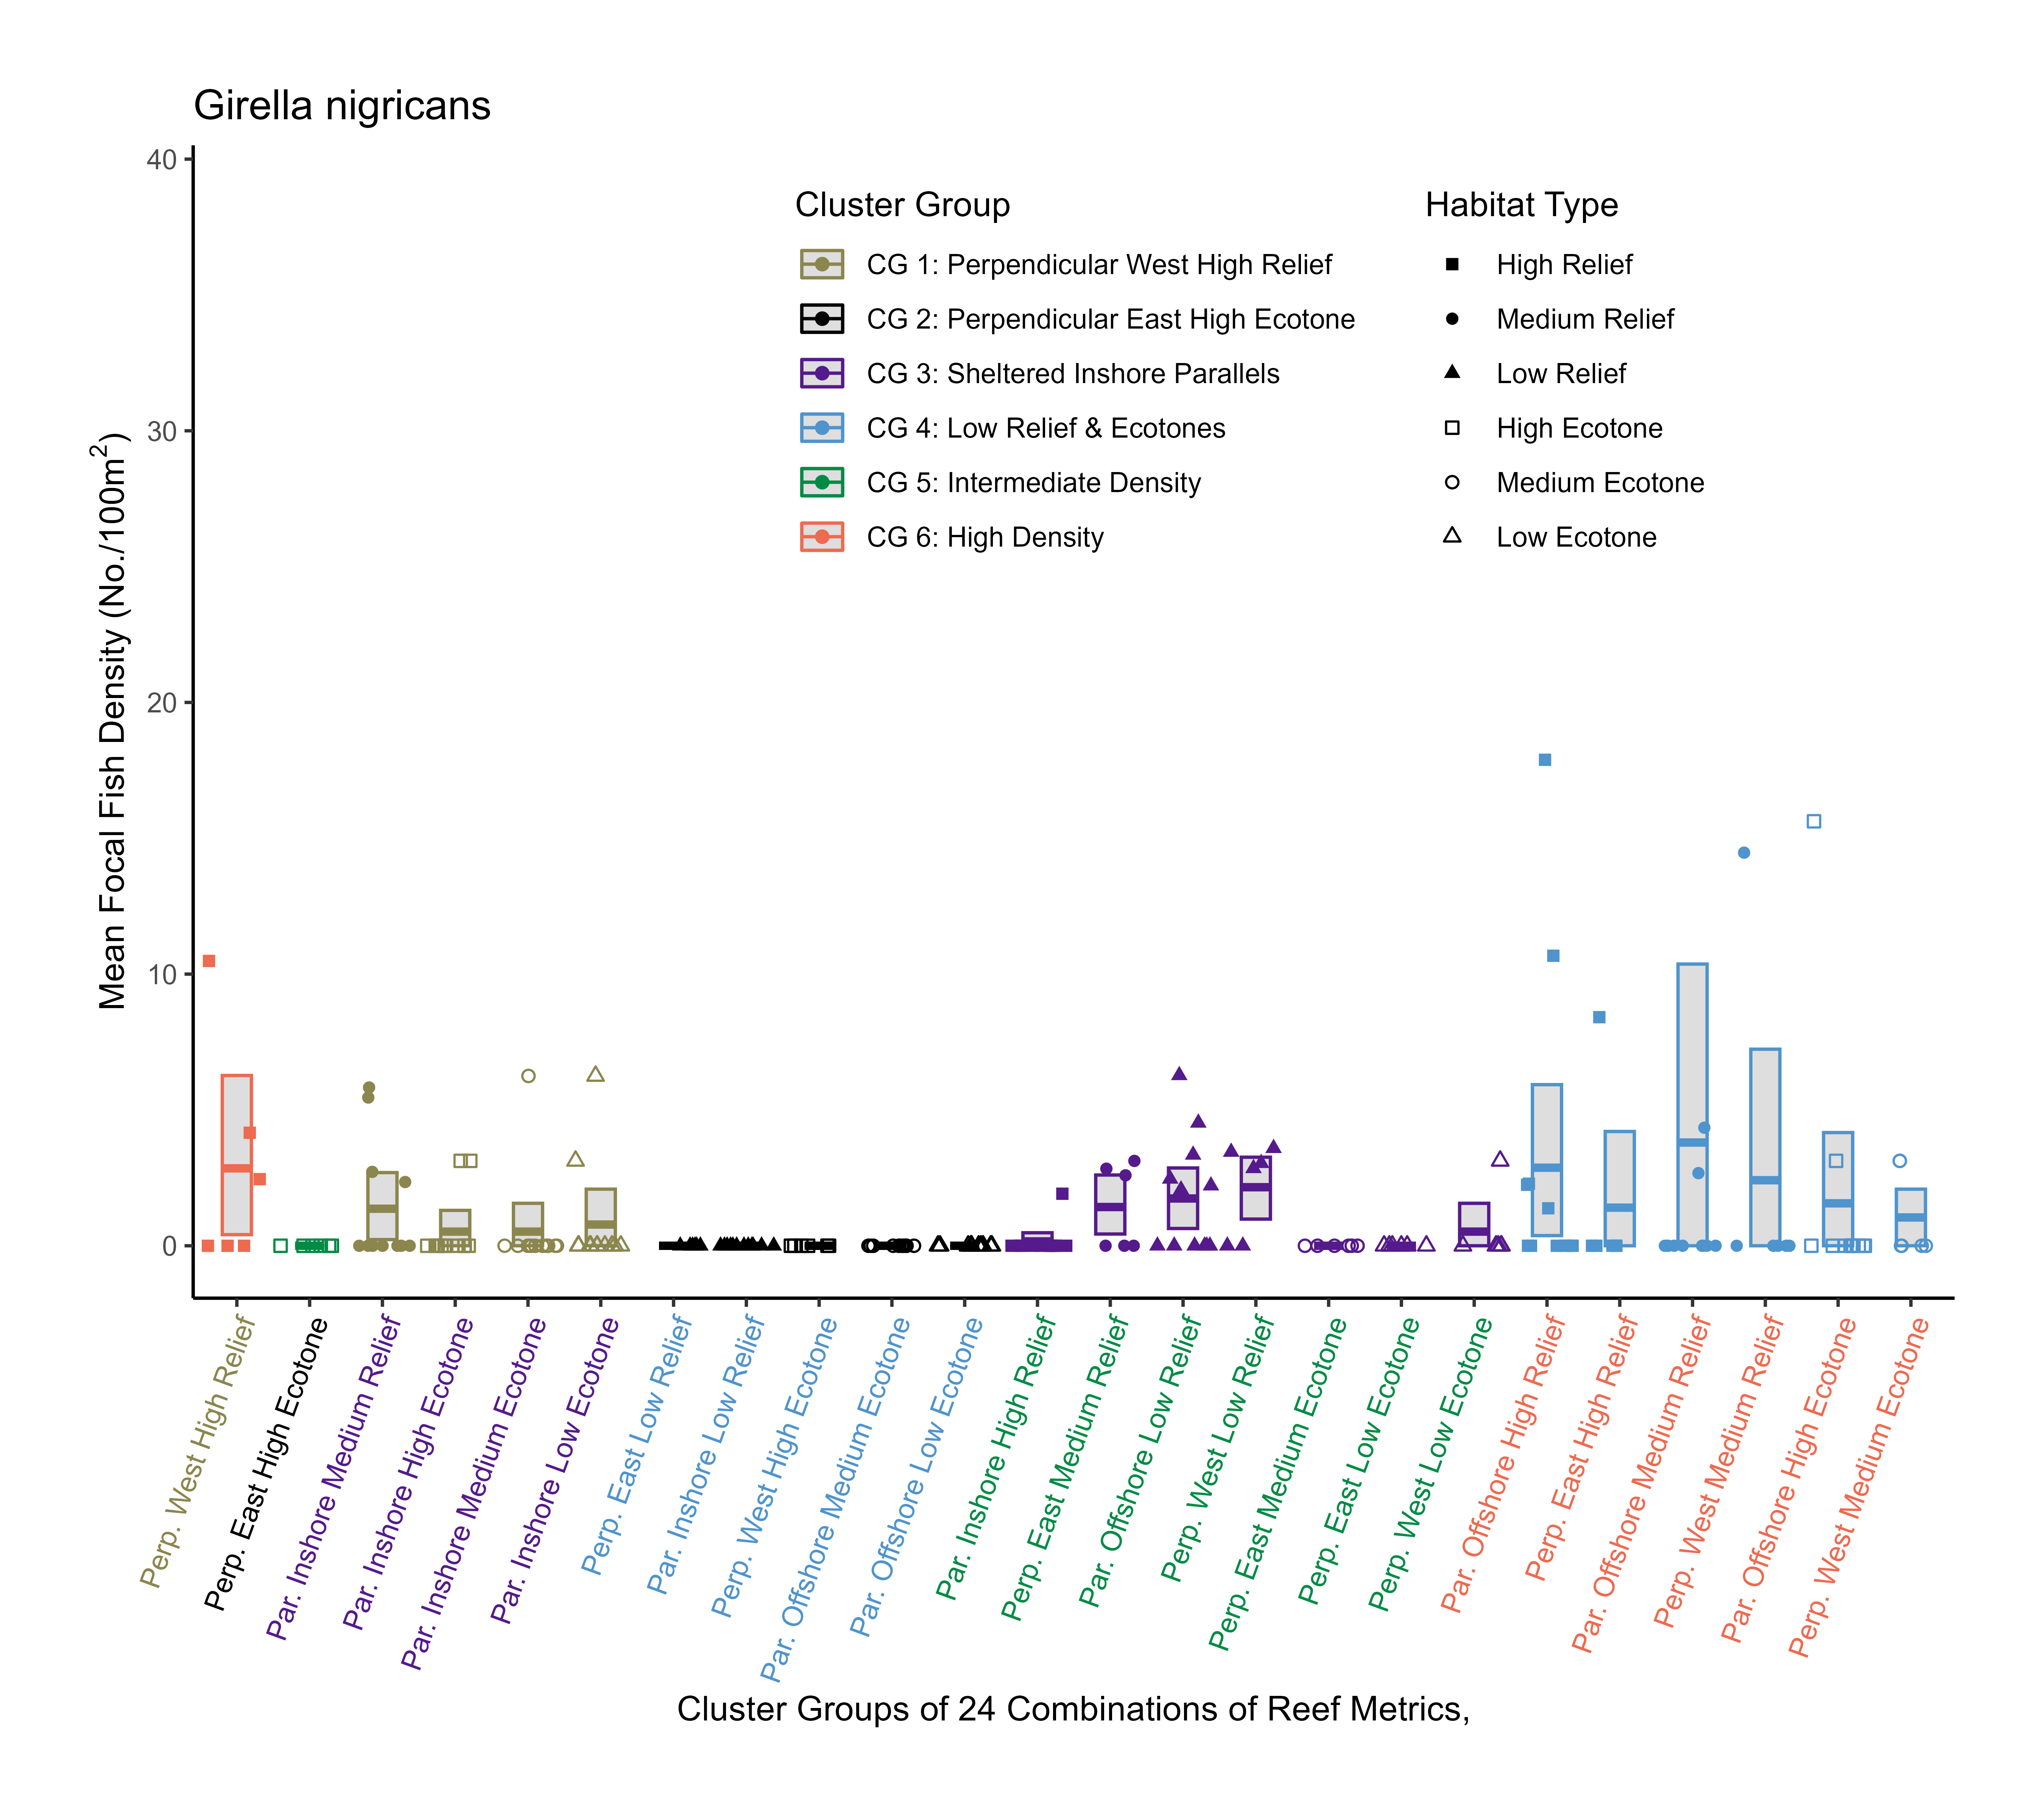 Girella nigricans
40
30
20
10
0
Mean Focal Fish Density (No./100m²)
Cluster Group
CG 1: Perpendicular West High Relief
CG 2: Perpendicular East High Ecotone
CG 3: Sheltered Inshore Parallels
CG 4: Low Relief & Ecotones
CG 5: Intermediate Density
CG 6: High Density
Habitat Type
High Relief
Medium Relief
Low Relief
High Ecotone
Medium Ecotone
Low Ecotone
Perp. West High Relief
Perp. East High Ecotone
Par. Inshore Medium Relief
Par. Inshore High Ecotone
Par. Inshore Medium Ecotone
Par. Inshore Low Ecotone
Perp. East Low Relief
Par. Inshore Low Relief
Perp. West High Ecotone
Par. Offshore Medium Ecotone
Par. Offshore Low Ecotone
Par. Inshore High Relief
Perp. East Medium Relief
Par. Offshore Low Relief
Perp. West Low Relief
Perp. East Medium Ecotone
Perp. East Low Ecotone
Perp. West Low Ecotone
Par. Offshore High Relief
Perp. East High Relief
Par. Offshore Medium Relief
Perp. West Medium Relief
Par. Offshore High Ecotone
Perp. West Medium Ecotone
Cluster Groups of 24 Combinations of Reef Metrics,